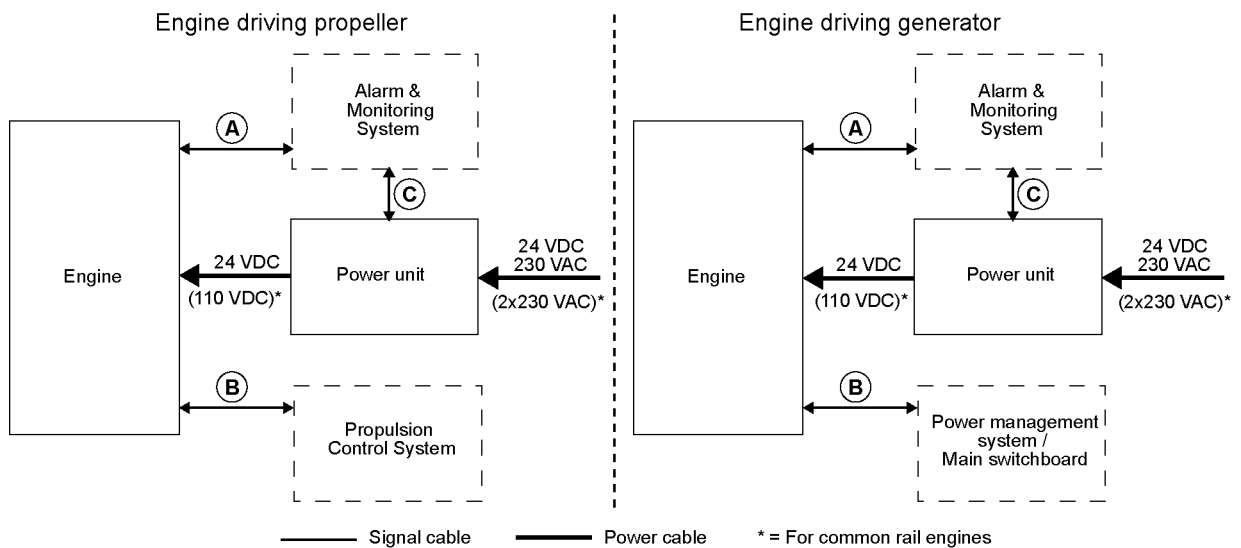 Engine driving propeller
Alarm &
Monitoring
System
A
C
Engine
24 VDC
(110 VDC)*
Power unit
24 VDC
230 VAC
(2x230 VAC)*
B
Propulsion
Control System
Engine driving generator
Alarm &
Monitoring
System
A
C
Engine
24 VDC
(110 VDC)*
Power unit
24 VDC
230 VAC
(2x230 VAC)*
B
Power management
system /
Main switchboard
Signal cable
Power cable
* = For common rail engines